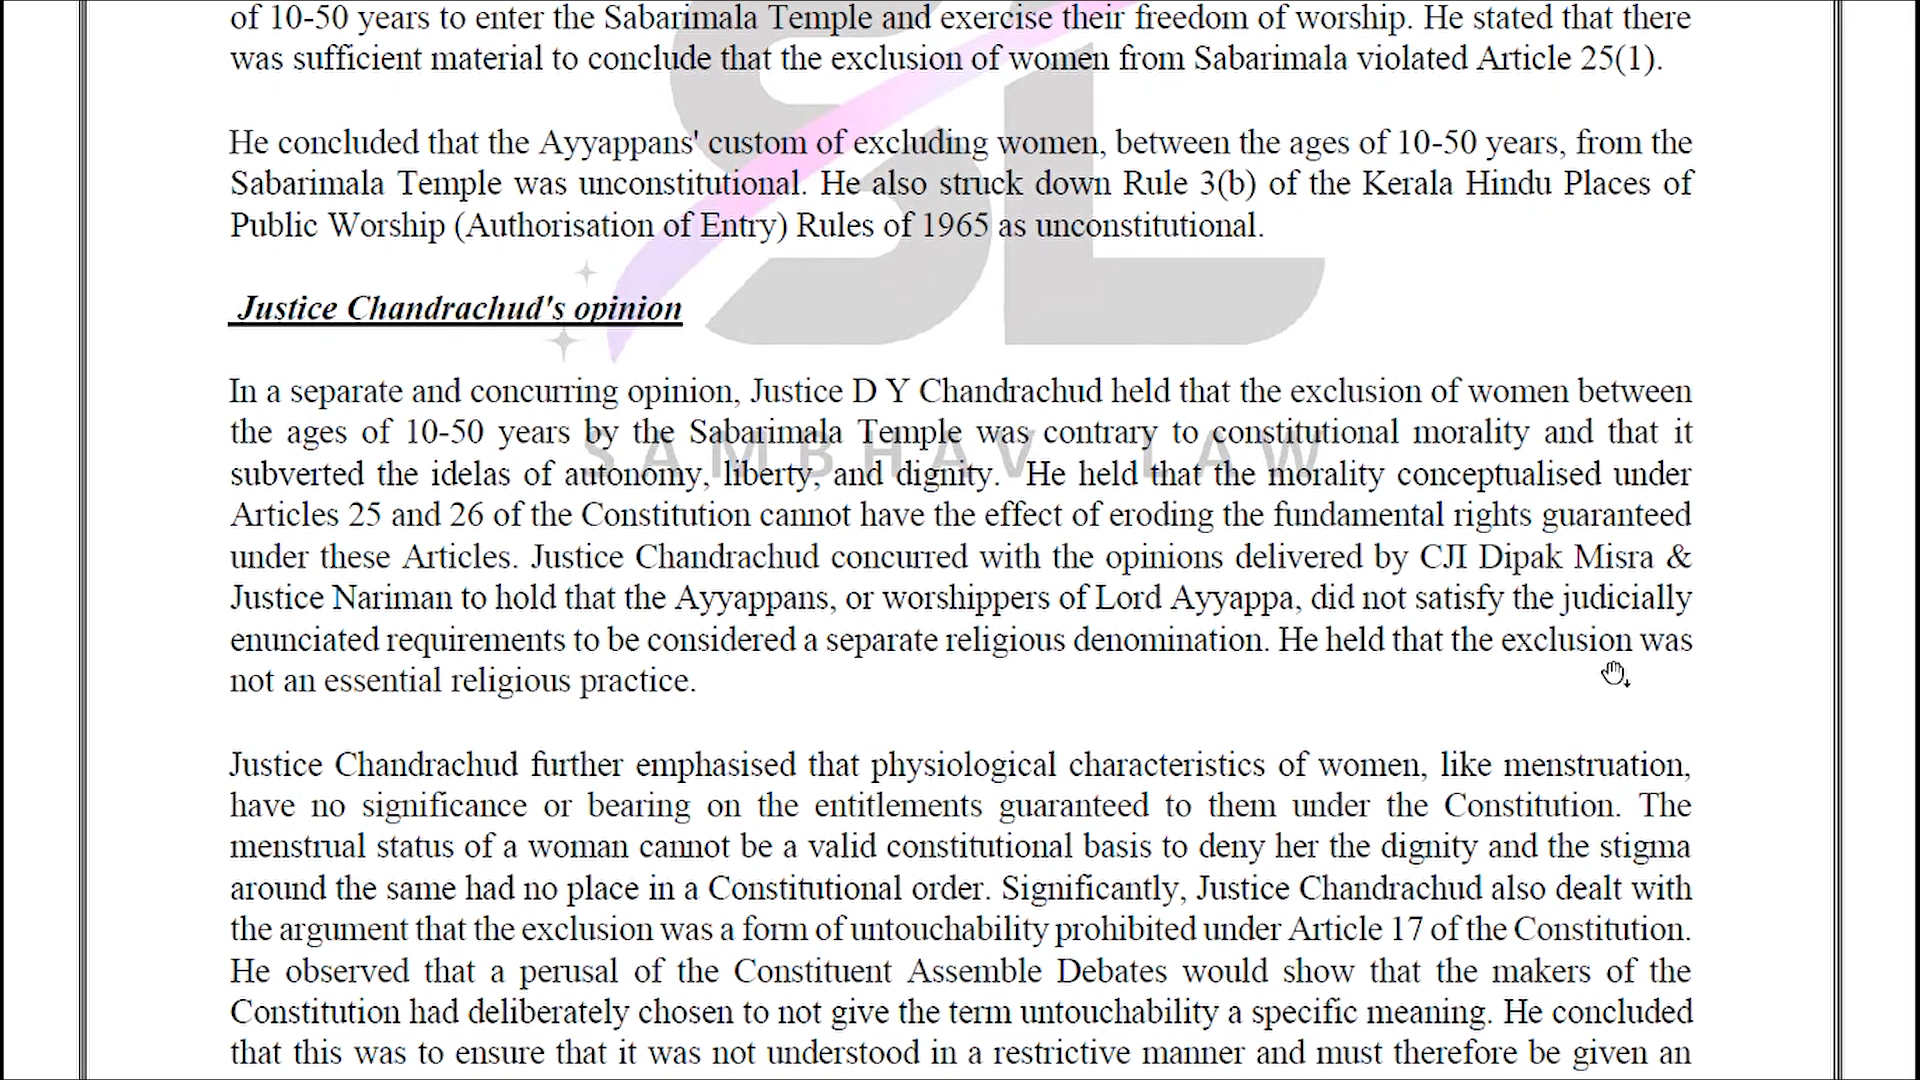 of 10-50 years to enter the Sabarimala Temple and exercise their freedom of worship. He stated that there
was sufficient material to conclude that the exclusion of women from Sabarimala violated Article 25(1).
He concluded that the Ayyappans' custom of excluding women, between the ages of 10-50 years, from the
Sabarimala Temple was unconstitutional. He also struck down Rule 3(b) of the Kerala Hindu Places of
Public Worship (Authorisation of Entry) Rules of 1965 as unconstitutional.
SL
Justice Chandrachud's opinion
In a separate and concurring opinion, Justice D Y Chandrachud held that the exclusion of women between
the ages of 10-50 years by the Sabarimala Temple was contrary to constitutional morality and that it
SAMBHAV LAW
subverted the idelas of autonomy, liberty, and dignity. He held that the morality conceptualised under
Articles 25 and 26 of the Constitution cannot have the effect of eroding the fundamental rights guaranteed
under these Articles. Justice Chandrachud concurred with the opinions delivered by CJI Dipak Misra &
Justice Nariman to hold that the Ayyappans, or worshippers of Lord Ayyappa, did not satisfy the judicially
enunciated requirements to be considered a separate religious denomination. He held that the exclusion was
not an essential religious practice.
Justice Chandrachud further emphasised that physiological characteristics of women, like menstruation,
have no significance or bearing on the entitlements guaranteed to them under the Constitution. The
menstrual status of a woman cannot be a valid constitutional basis to deny her the dignity and the stigma
around the same had no place in a Constitutional order. Significantly, Justice Chandrachud also dealt with
the argument that the exclusion was a form of untouchability prohibited under Article 17 of the Constitution.
He observed that a perusal of the Constituent Assemble Debates would show that the makers of the
Constitution had deliberately chosen to not give the term untouchability a specific meaning. He concluded
that this was to ensure that it was not understood in a restrictive manner and must therefore be given an